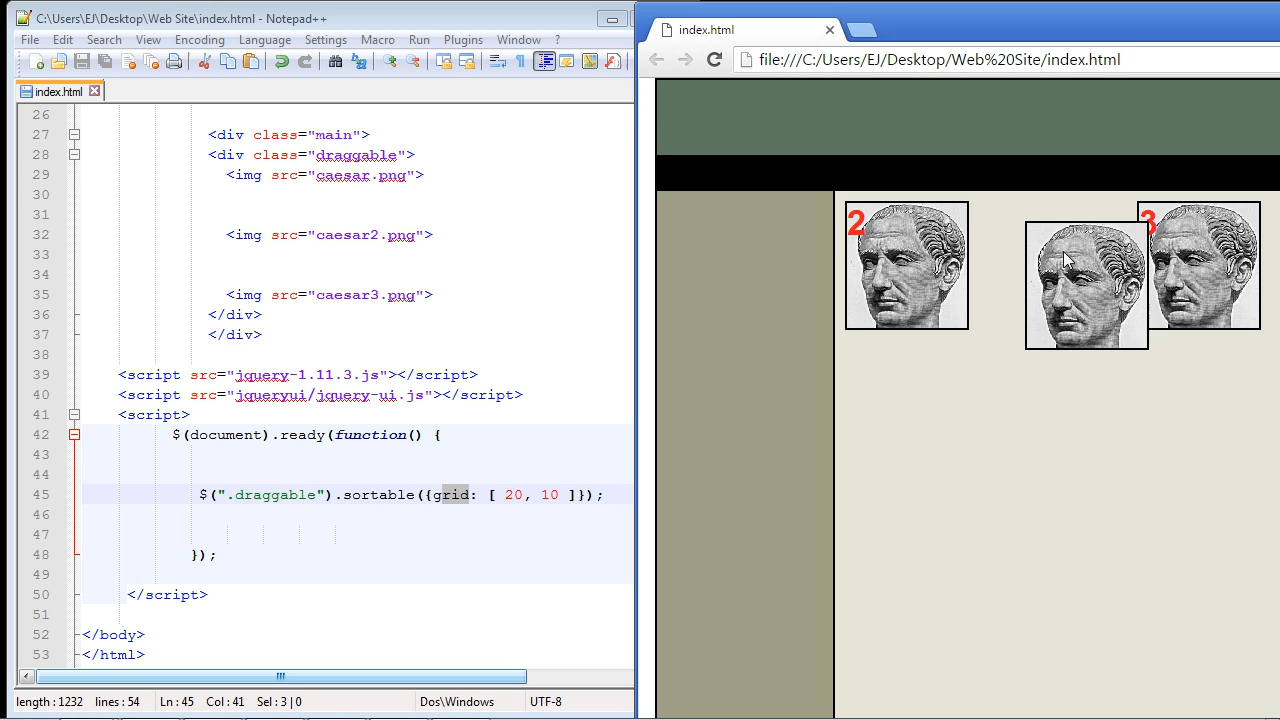 C:\Users\EJ\Desktop\Web Site\index.html - Notepad++
File Edit Search View Encoding Language Settings Macro Run Plugins Window ?
index.html
26
27 <div class="main">
28 <div class="draggable">
29 <img src="caesar.png">
30
31
32 <img src="caesar2.png">
33
34
35 <img src="caesar3.png">
36 </div>
37 </div>
38
39 <script src="jquery-1.11.3.js"></script>
40 <script src="jqueryui/jquery-ui.js"></script>
41 <script>
42 $(document).ready(function() {
43
44
45 $(".draggable").sortable({grid: [ 20, 10 ]});
46
47
48 });
49
50 </script>
51
52 </body>
53 </html>
length : 1232 lines : 54 Ln : 45 Col : 41 Sel : 3 | 0 Dos\Windows UTF-8
index.html
file:///C:/Users/EJ/Desktop/Web%20Site/index.html
2
3